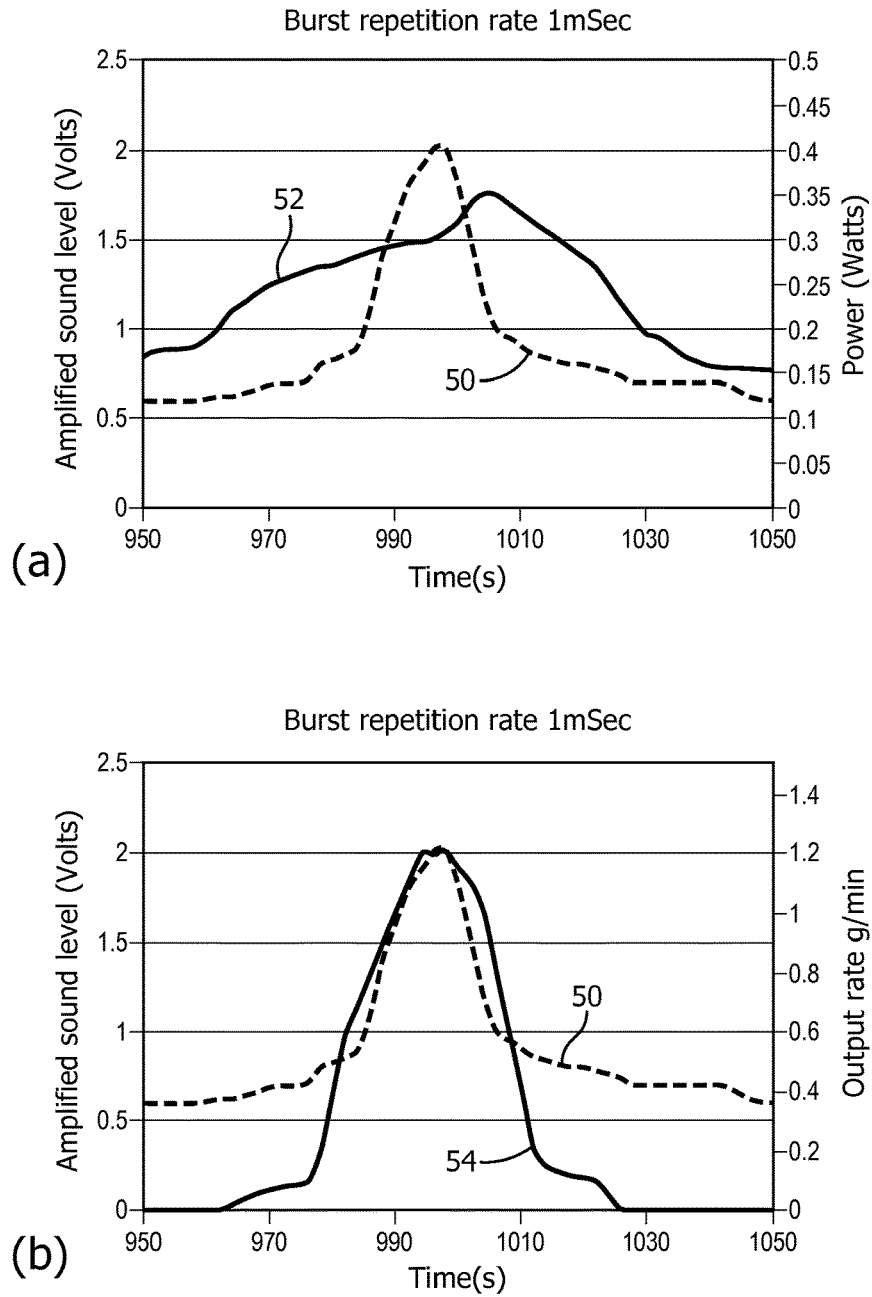 Burst repetition rate 1mSec
Amplified sound level (Volts)
2.5
2
1.5
1
0.5
0
0.5
0.45
0.4
0.35
0.3
0.25
0.2
0.15
0.1
0.05
0
Power (Watts)
52
50
950 970 990 1010 1030 1050
Time(s)
(a)
Burst repetition rate 1mSec
Amplified sound level (Volts)
2.5
2
1.5
1
0.5
0
1.4
1.2
1
0.8
0.6
0.4
0.2
0
Output rate g/min
50
54
950 970 990 1010 1030 1050
Time(s)
(b)